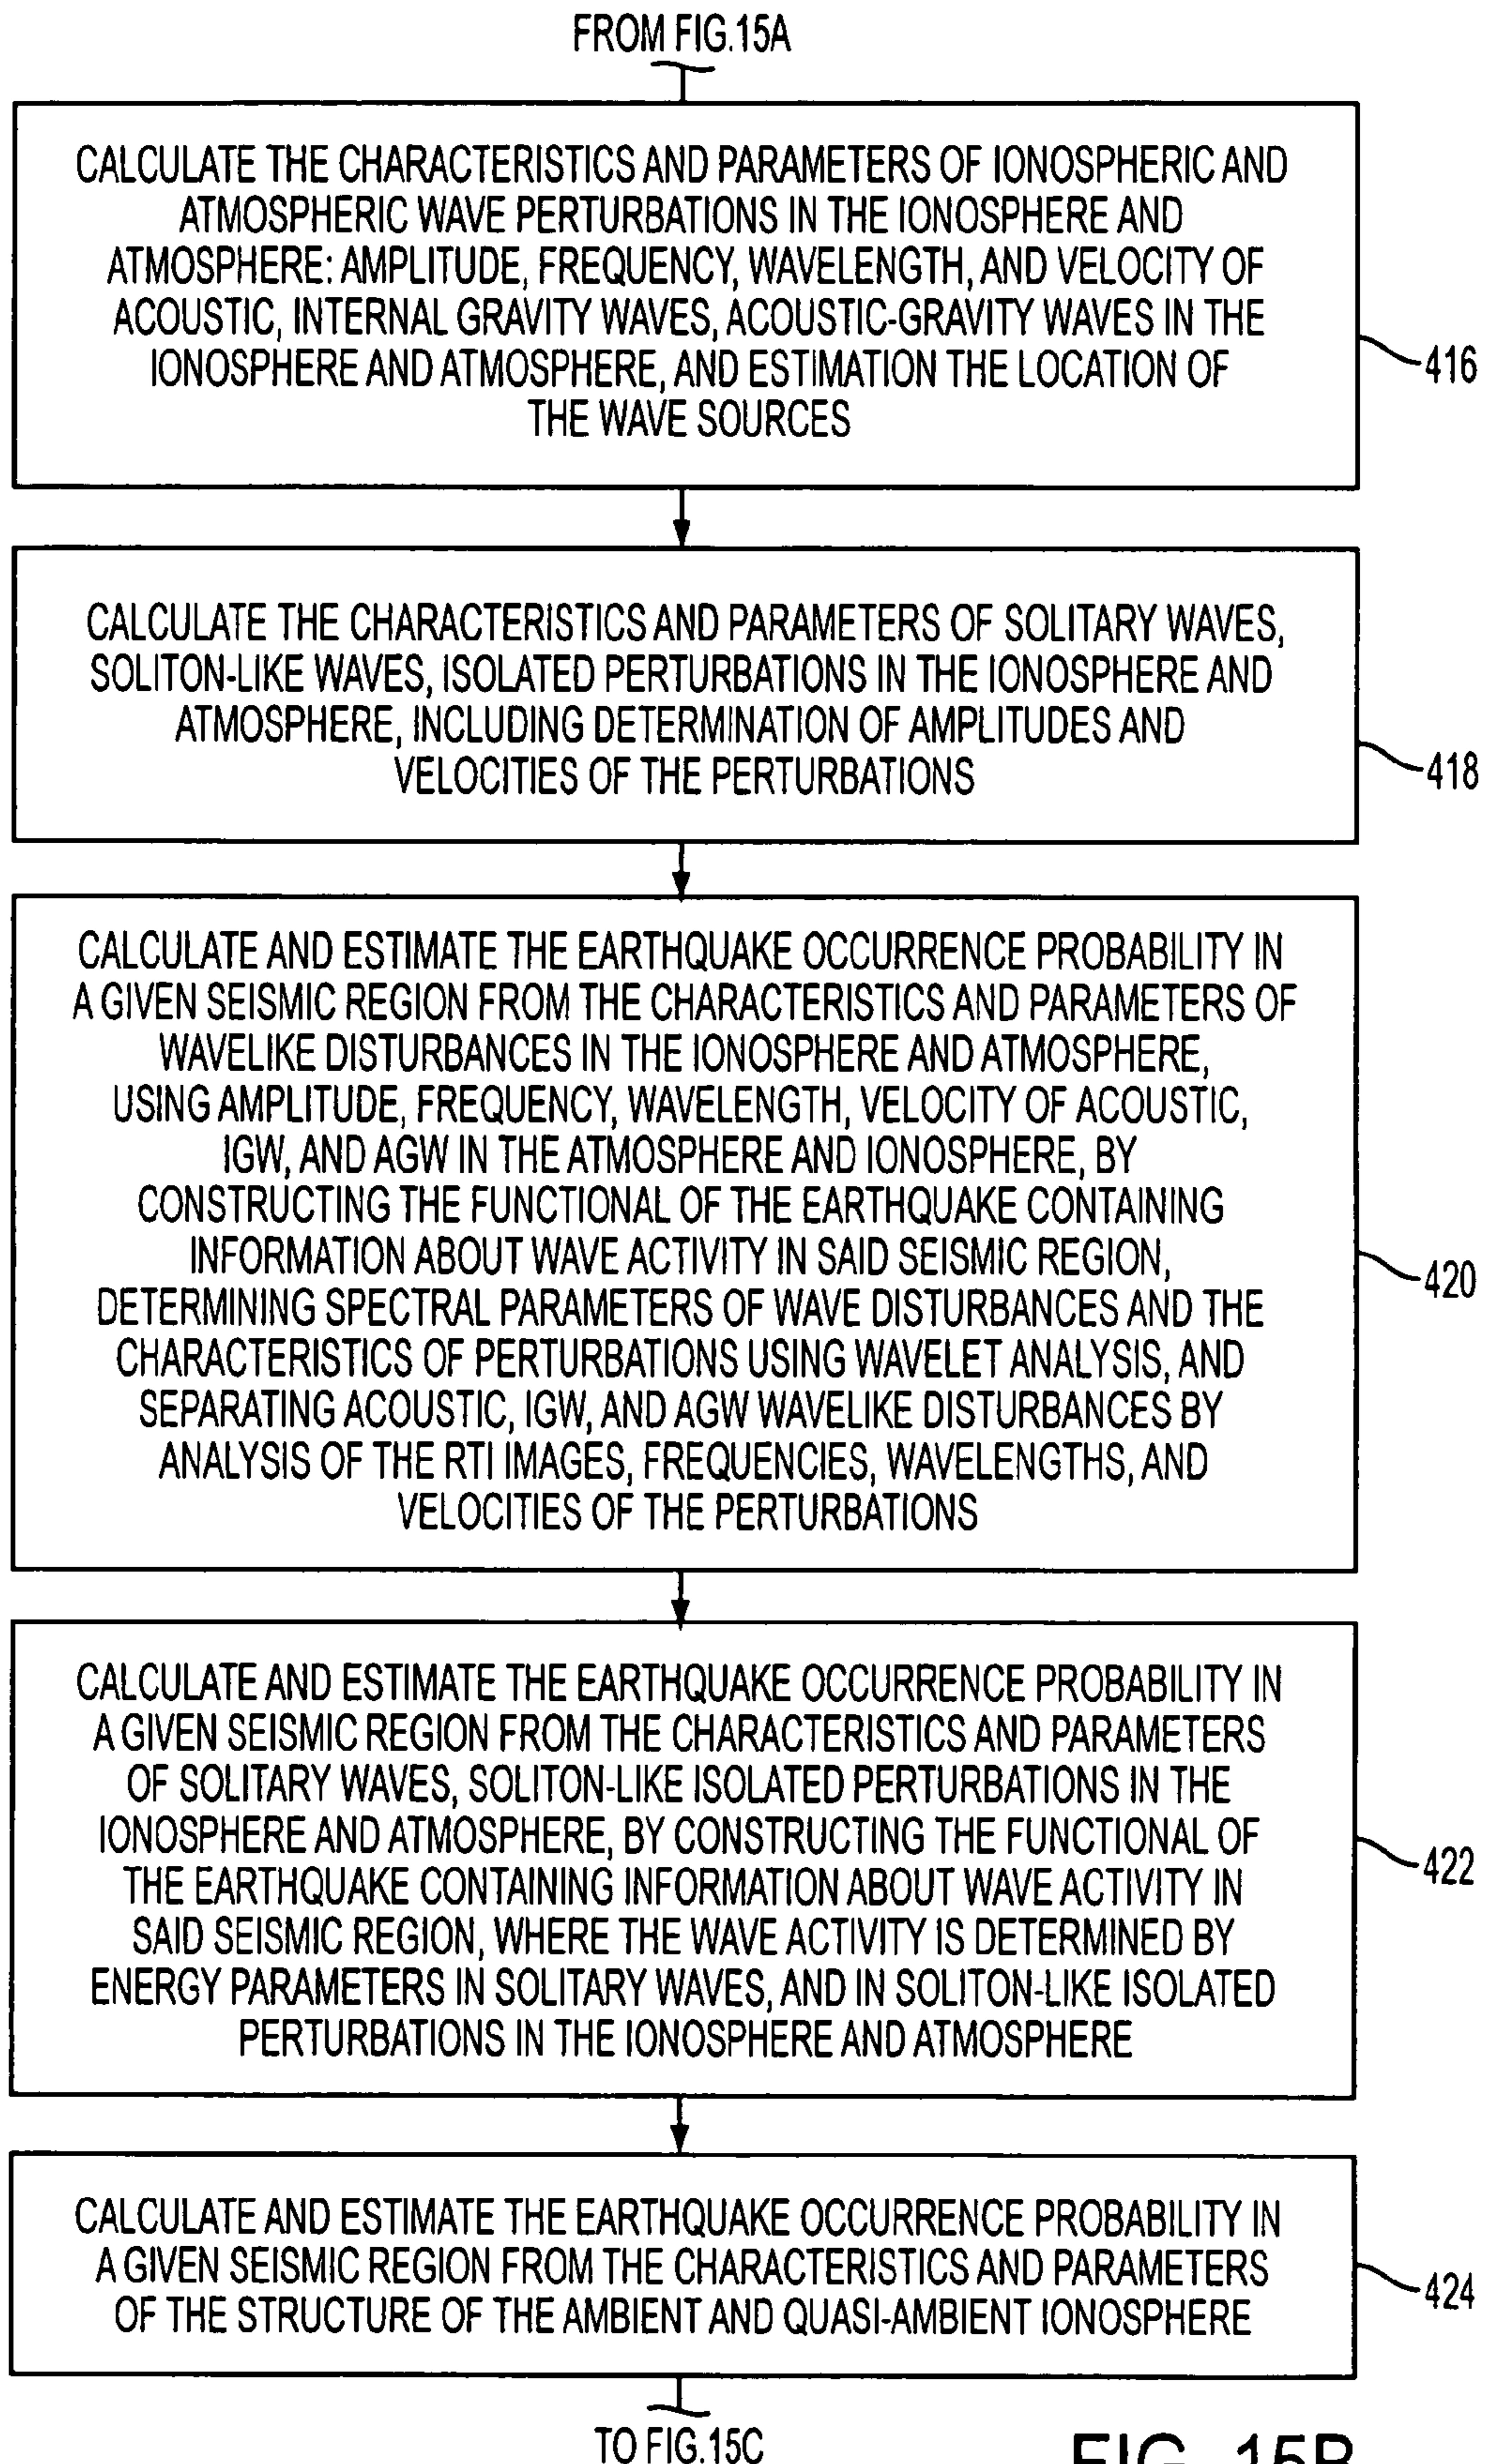 FROM FIG.15A
CALCULATE THE CHARACTERISTICS AND PARAMETERS OF IONOSPHERIC AND
ATMOSPHERIC WAVE PERTURBATIONS IN THE IONOSPHERE AND
ATMOSPHERE: AMPLITUDE, FREQUENCY, WAVELENGTH, AND VELOCITY OF
ACOUSTIC, INTERNAL GRAVITY WAVES, ACOUSTIC-GRAVITY WAVES IN THE
IONOSPHERE AND ATMOSPHERE, AND ESTIMATION THE LOCATION OF
THE WAVE SOURCES
416
CALCULATE THE CHARACTERISTICS AND PARAMETERS OF SOLITARY WAVES,
SOLITON-LIKE WAVES, ISOLATED PERTURBATIONS IN THE IONOSPHERE AND
ATMOSPHERE, INCLUDING DETERMINATION OF AMPLITUDES AND
VELOCITIES OF THE PERTURBATIONS
418
CALCULATE AND ESTIMATE THE EARTHQUAKE OCCURRENCE PROBABILITY IN
A GIVEN SEISMIC REGION FROM THE CHARACTERISTICS AND PARAMETERS OF
WAVELIKE DISTURBANCES IN THE IONOSPHERE AND ATMOSPHERE,
USING AMPLITUDE, FREQUENCY, WAVELENGTH, VELOCITY OF ACOUSTIC,
IGW, AND AGW IN THE ATMOSPHERE AND IONOSPHERE, BY
CONSTRUCTING THE FUNCTIONAL OF THE EARTHQUAKE CONTAINING
INFORMATION ABOUT WAVE ACTIVITY IN SAID SEISMIC REGION,
DETERMINING SPECTRAL PARAMETERS OF WAVE DISTURBANCES AND THE
CHARACTERISTICS OF PERTURBATIONS USING WAVELET ANALYSIS, AND
SEPARATING ACOUSTIC, IGW, AND AGW WAVELIKE DISTURBANCES BY
ANALYSIS OF THE RTI IMAGES, FREQUENCIES, WAVELENGTHS, AND
VELOCITIES OF THE PERTURBATIONS
420
CALCULATE AND ESTIMATE THE EARTHQUAKE OCCURRENCE PROBABILITY IN
A GIVEN SEISMIC REGION FROM THE CHARACTERISTICS AND PARAMETERS
OF SOLITARY WAVES, SOLITON-LIKE ISOLATED PERTURBATIONS IN THE
IONOSPHERE AND ATMOSPHERE, BY CONSTRUCTING THE FUNCTIONAL OF
THE EARTHQUAKE CONTAINING INFORMATION ABOUT WAVE ACTIVITY IN
SAID SEISMIC REGION, WHERE THE WAVE ACTIVITY IS DETERMINED BY
ENERGY PARAMETERS IN SOLITARY WAVES, AND IN SOLITON-LIKE ISOLATED
PERTURBATIONS IN THE IONOSPHERE AND ATMOSPHERE
422
CALCULATE AND ESTIMATE THE EARTHQUAKE OCCURRENCE PROBABILITY IN
A GIVEN SEISMIC REGION FROM THE CHARACTERISTICS AND PARAMETERS
OF THE STRUCTURE OF THE AMBIENT AND QUASI-AMBIENT IONOSPHERE
424
TO FIG.15C
FIG. 15B